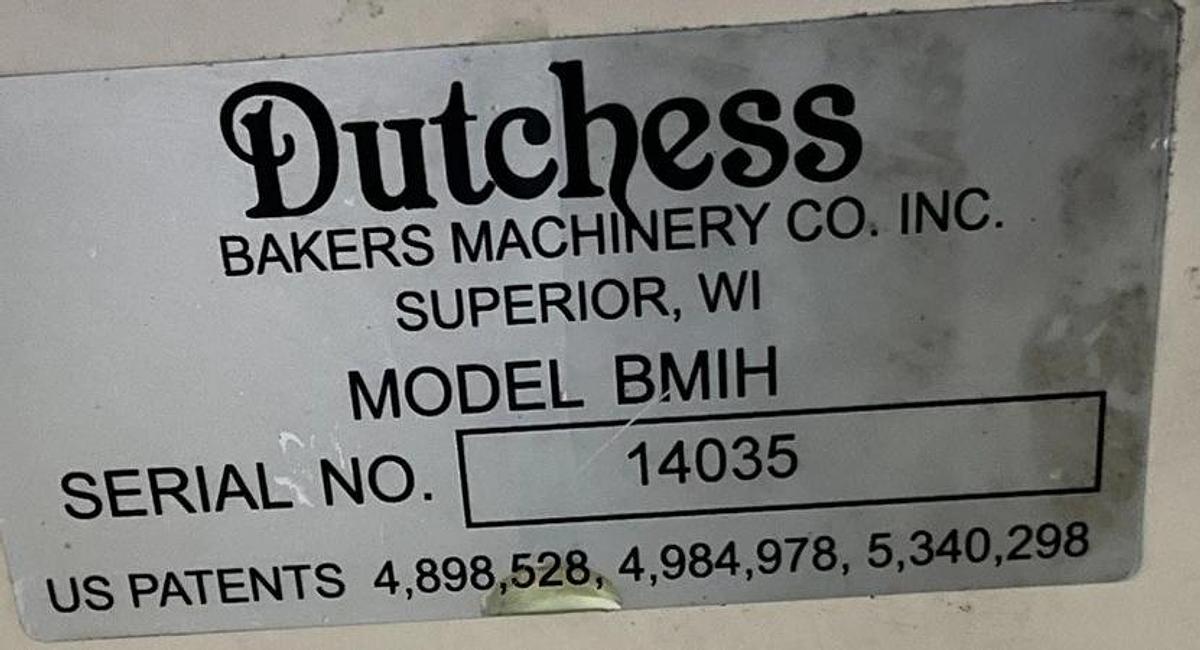 Dutchess
BAKERS MACHINERY CO. INC.
SUPERIOR, WI
MODEL BMIH
SERIAL NO. 14035
US PATENTS 4,898,528, 4,984,978, 5,340,298